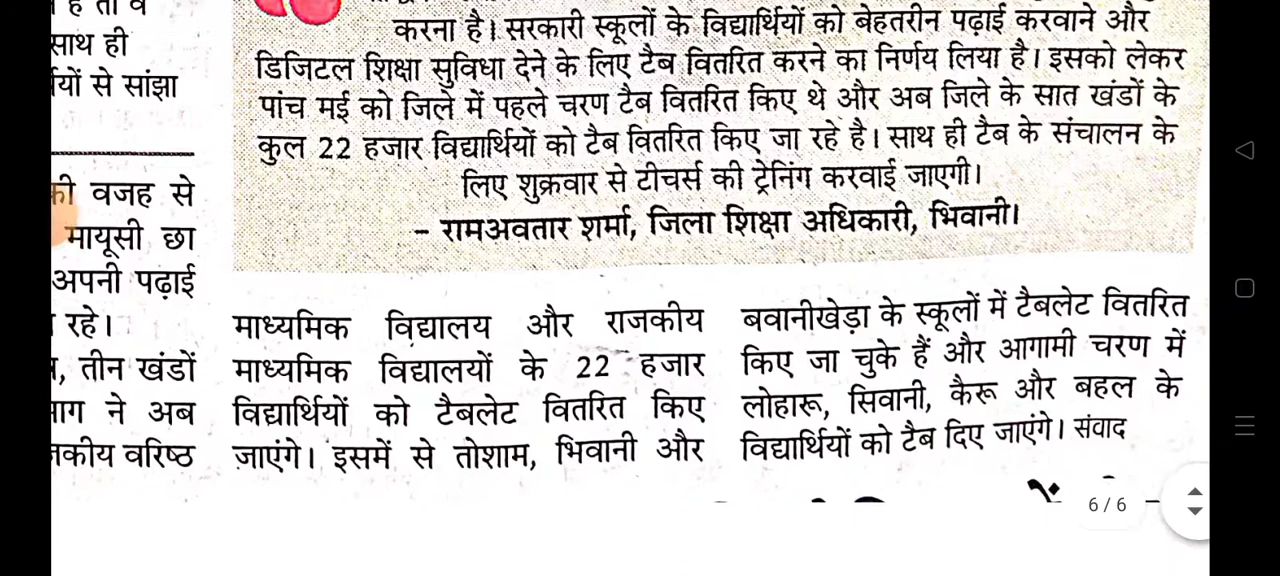 साथ ही
यों से सांझा
वजह से
मायूसी छा
अपनी पढ़ाई
रहे।
तीन खंडों
ने अब
वरिष्ठ
करना है। सरकारी स्कूलों के विद्यार्थियों को बेहतरीन पढ़ाई करवाने और
डिजिटल शिक्षा सुविधा देने के लिए टैब वितरित करने का निर्णय लिया है। इसको लेकर
पांच मई को जिले में पहले चरण टैब वितरित किए थे और अब जिले के सात खंडों के
कुल 22 हजार विद्यार्थियों को टैब वितरित किए जा रहे है। साथ ही टैब के संचालन के
लिए शुक्रवार से टीचर्स की ट्रेनिंग करवाई जाएगी।
– रामअवतार शर्मा, जिला शिक्षा अधिकारी, भिवानी।
माध्यमिक विद्यालय और राजकीय
माध्यमिक विद्यालयों के 22 हजार
विद्यार्थियों को टैबलेट वितरित किए
जाएंगे। इसमें से तोशाम, भिवानी और
बवानीखेड़ा के स्कूलों में टैबलेट वितरित
किए जा चुके हैं और आगामी चरण में
लोहारू, सिवानी, कैरू और बहल के
विद्यार्थियों को टैब दिए जाएंगे। संवाद
6 / 6